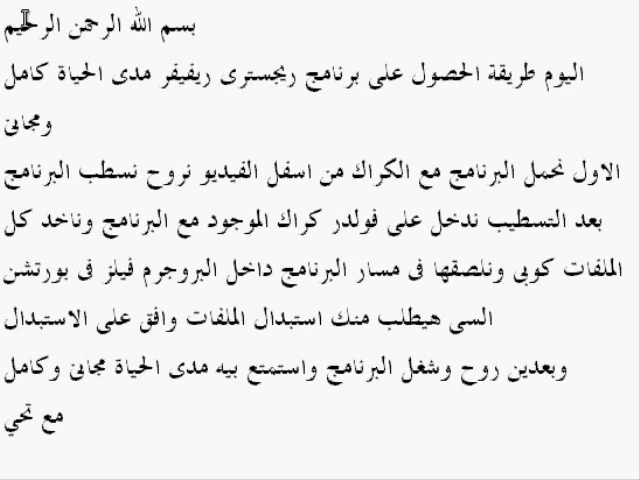 بسم الله الرحمن الرحيم
اليوم طريقة الحصول على برنامج ريجسترى ريفيفر مدى الحياة كامل
ومجانى
الاول نحمل البرنامج مع الكراك من اسفل الفيديو نروح نسطب البرنامج
بعد التسطيب ندخل على فولدر كراك الموجود مع البرنامج وناخد كل
الملفات كوبى ونلصقها فى مسار البرنامج داخل البروجرم فيلز فى بورتشن
السى هيطلب منك استبدال الملفات وافق على الاستبدال
وبعدين روح وشغل البرنامج واستمتع بيه مدى الحياة مجانى وكامل
مع تحي